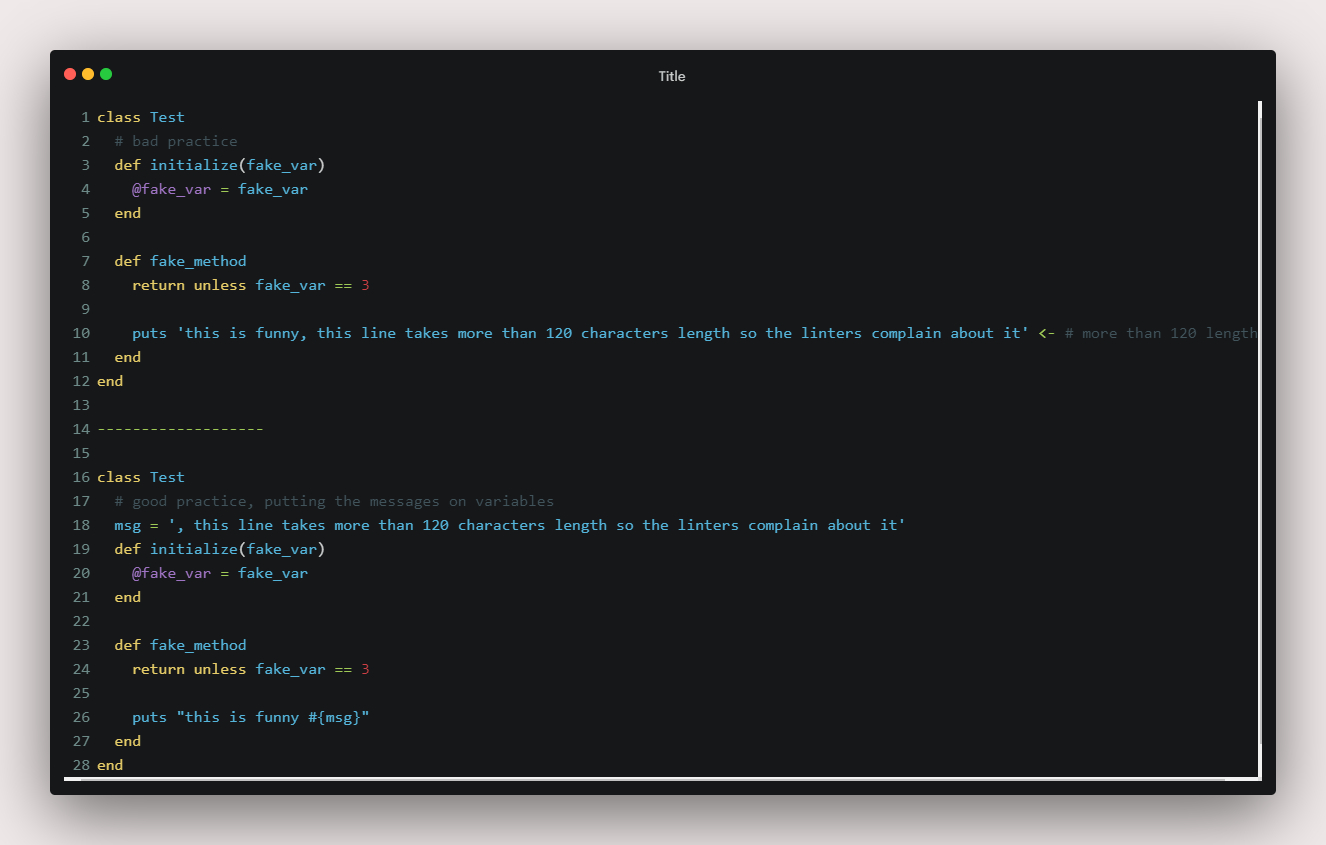 Title
1 class Test
2   # bad practice
3   def initialize(fake_var)
4     @fake_var = fake_var
5   end
6
7   def fake_method
8     return unless fake_var == 3
9
10     puts 'this is funny, this line takes more than 120 characters length so the linters complain about it' <- # more than 120 length
11   end
12 end
13
14 -------------------
15
16 class Test
17   # good practice, putting the messages on variables
18   msg = ', this line takes more than 120 characters length so the linters complain about it'
19   def initialize(fake_var)
20     @fake_var = fake_var
21   end
22
23   def fake_method
24     return unless fake_var == 3
25
26     puts "this is funny #{msg}"
27   end
28 end